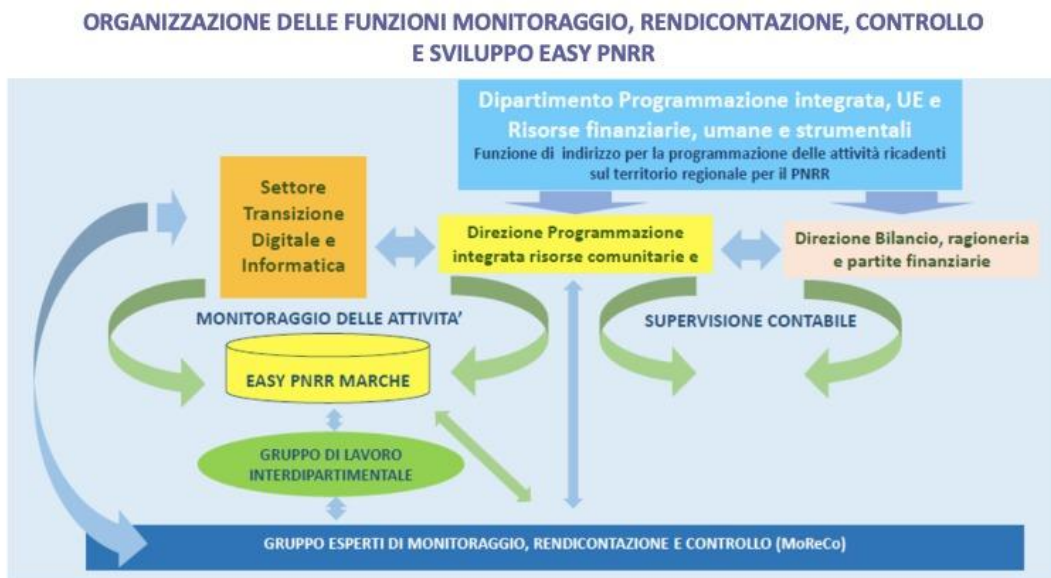 ORGANIZZAZIONE DELLE FUNZIONI MONITORAGGIO, RENDICONTAZIONE, CONTROLLO
E SVILUPPO EASY PNRR
Dipartimento Programmazione integrata, UE e
Risorse finanziarie, umane e strumentali
Funzione di indirizzo per la programmazione delle attività ricadenti
sul territorio regionale per il PNRR
Settore
Transizione
Digitale e
Informatica
Direzione Programmazione
integrata risorse comunitarie e
Direzione Bilancio, ragioneria
e partite finanziarie
MONITORAGGIO DELLE ATTIVITA’
SUPERVISIONE CONTABILE
EASY PNRR MARCHE
GRUPPO DI LAVORO
INTERDIPARTIMENTALE
GRUPPO ESPERTI DI MONITORAGGIO, RENDICONTAZIONE E CONTROLLO (MoReCo)